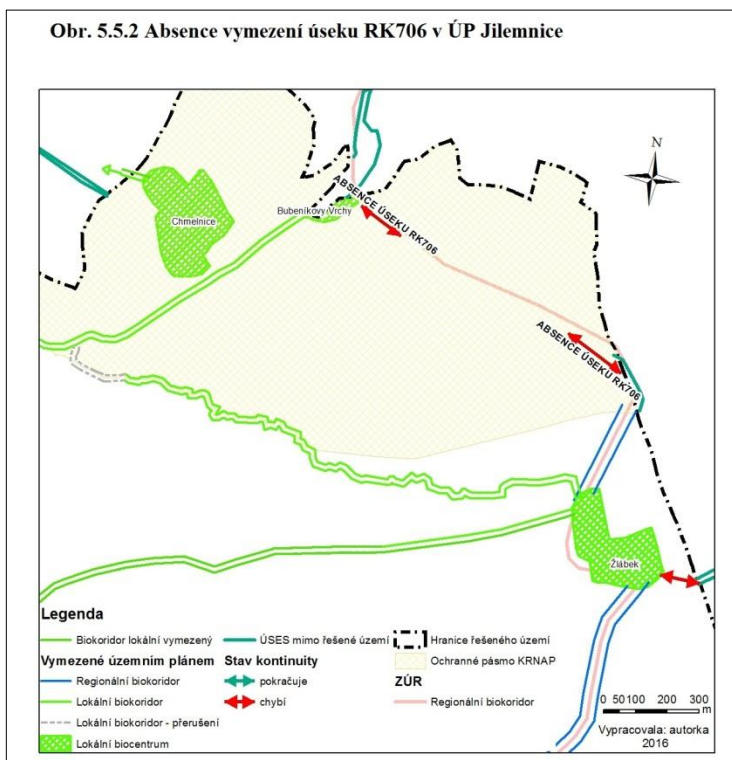 Obr. 5.5.2 Absence vymezení úseku RK706 v ÚP Jilemnice
N
Chmelnice
Bubeníkovy Vrchy
ABSENCE ÚSEKU RK706
ABSENCE ÚSEKU RK706
Žlábek
Legenda
Biokoridor lokální vymezený
ÚSES mimo řešené území
Hranice řešeného území
Vymezené územním plánem
Stav kontinuity
Ochranné pásmo KRNAP
Regionální biokoridor
pokračuje
ZÚR
Lokální biokoridor
chybí
Regionální biokoridor
Lokální biokoridor - přerušení
Lokální biocentrum
0 50 100 200 300
m
Vypracovala: autorka
2016